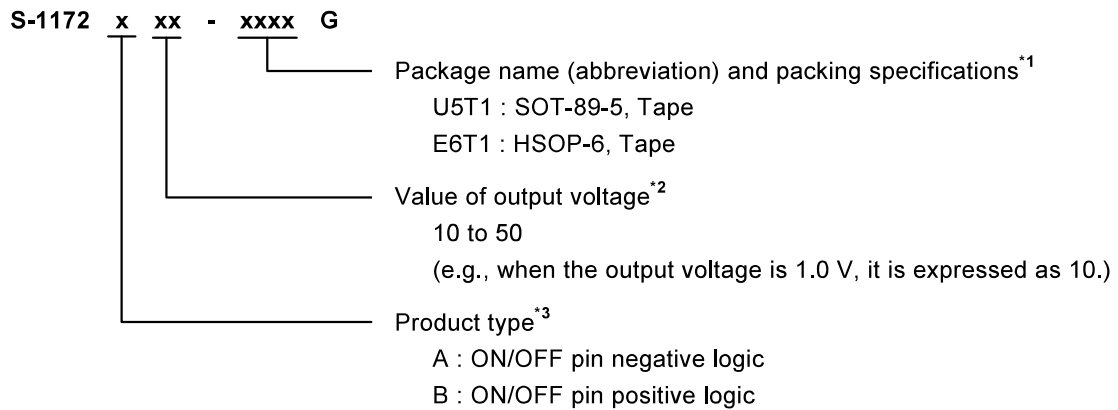 S-1172 x xx - xxxx G
Package name (abbreviation) and packing specifications*1
U5T1 : SOT-89-5, Tape
E6T1 : HSOP-6, Tape
Value of output voltage*2
10 to 50
(e.g., when the output voltage is 1.0 V, it is expressed as 10.)
Product type*3
A : ON/OFF pin negative logic
B : ON/OFF pin positive logic